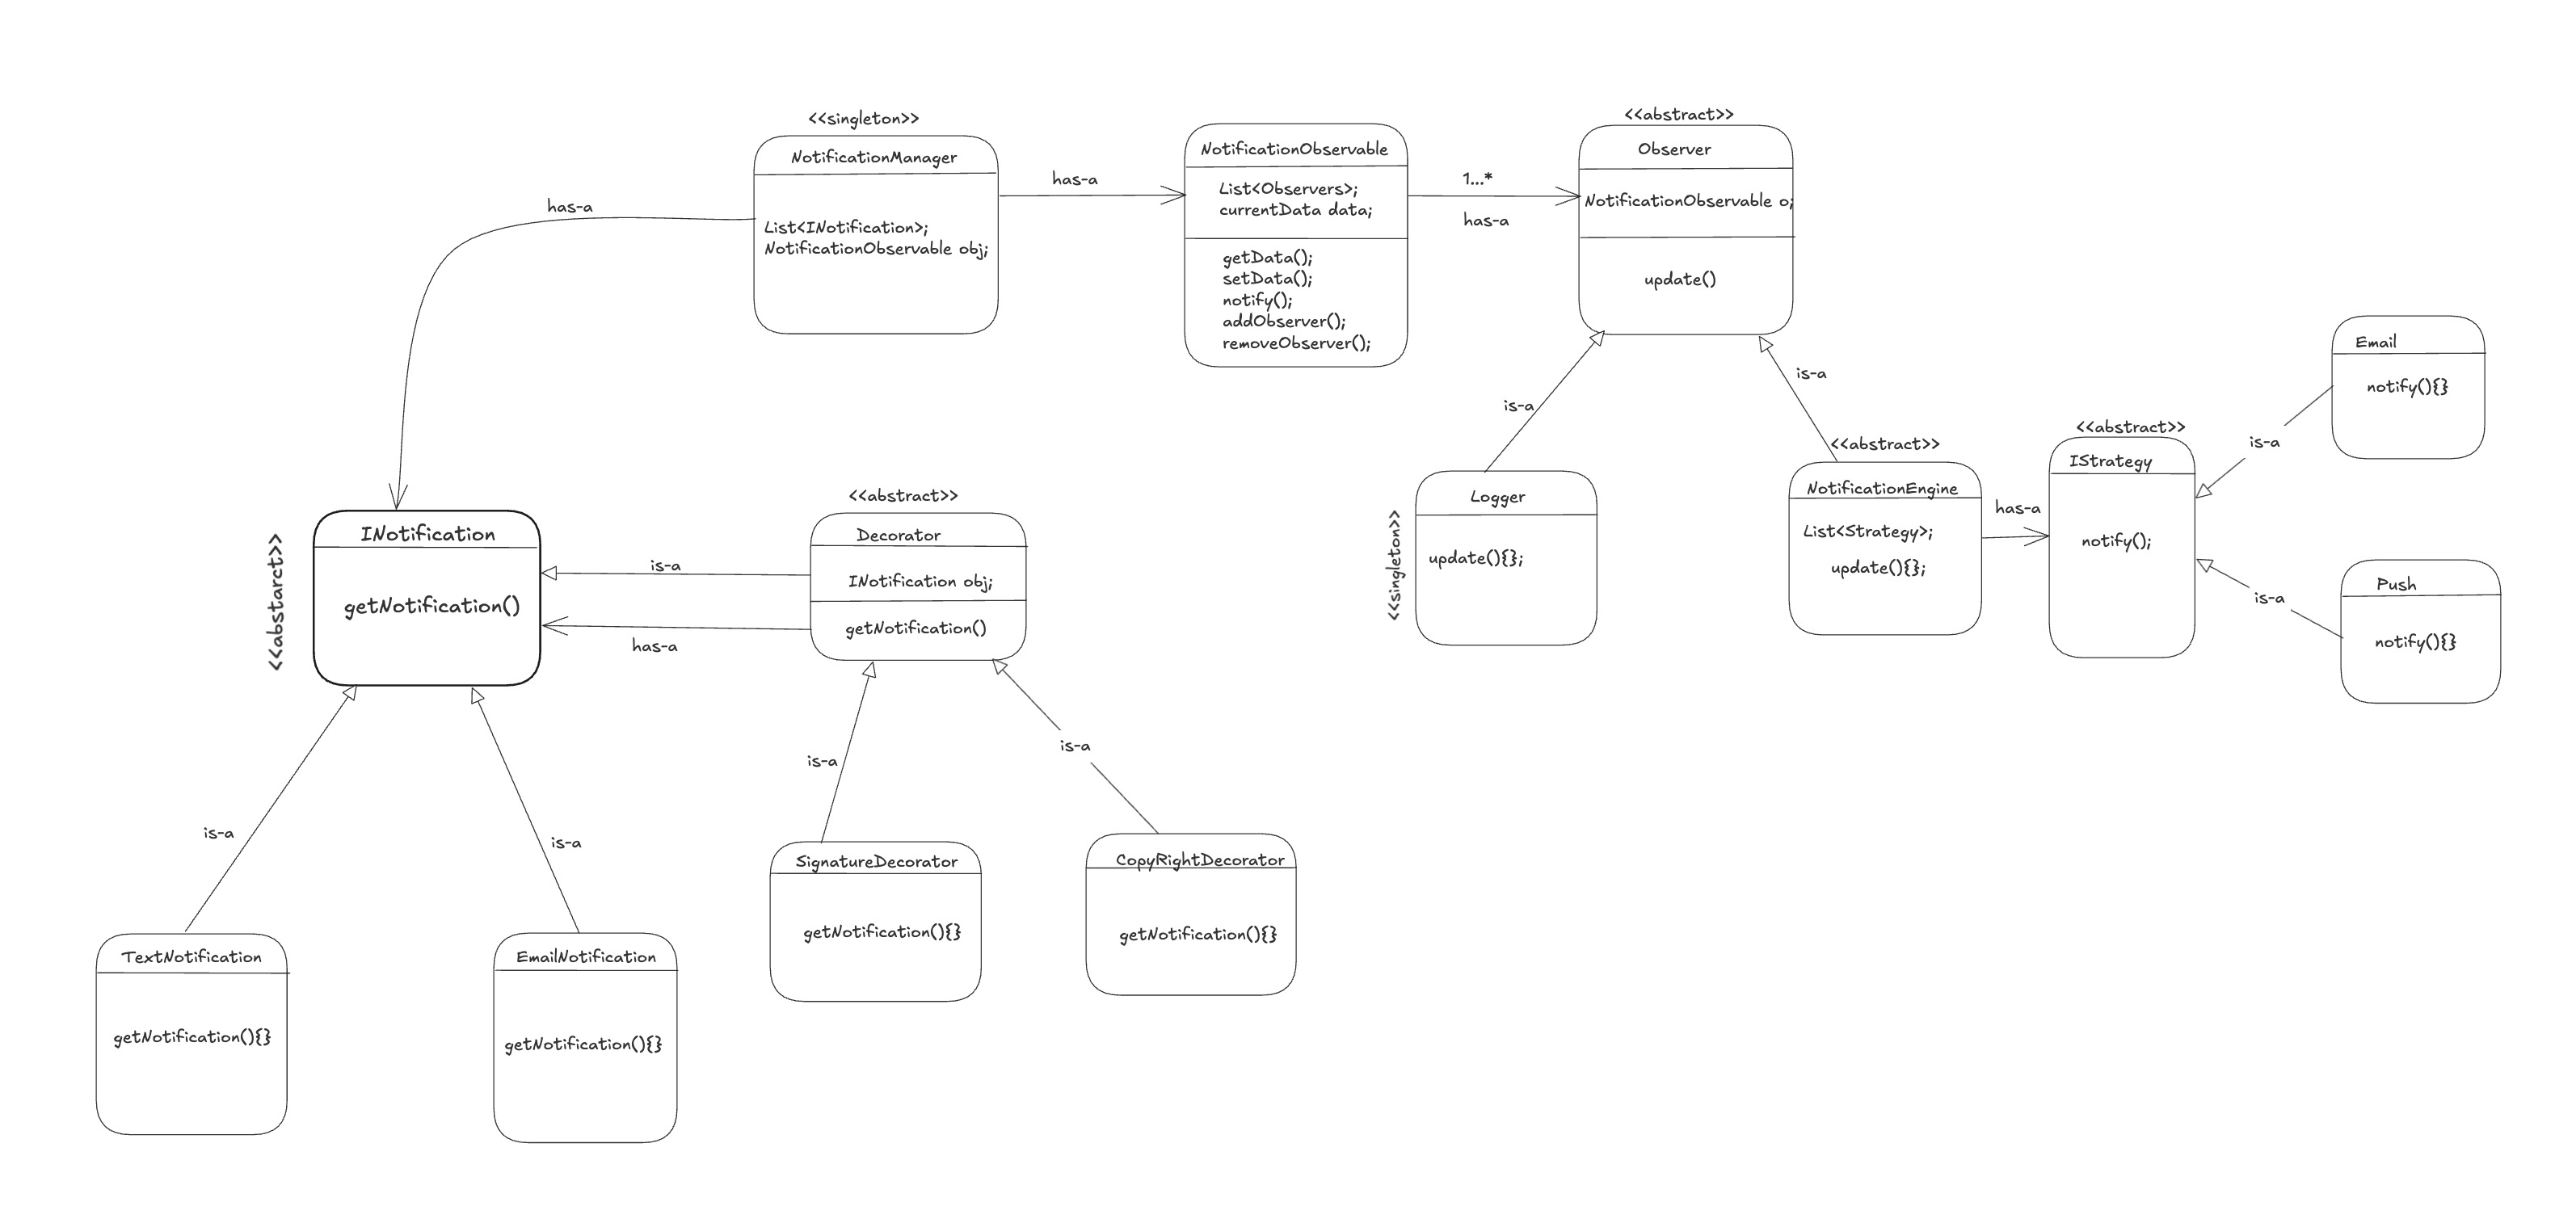 <<singleton>>
NotificationManager
List<INotification>;
NotificationObservable obj;
has-a
has-a
NotificationObservable
List<Observers>;
currentData data;
getData();
setData();
notify();
addObserver();
removeObserver();
1...*
has-a
<<abstract>>
Observer
NotificationObservable o;
update()
is-a
is-a
<<singleton>>
Logger
update(){};
<<abstract>>
NotificationEngine
List<Strategy>;
update(){};
has-a
<<abstract>>
IStrategy
notify();
is-a
is-a
Email
notify(){}
Push
notify(){}
<<abstarct>>
INotification
getNotification()
is-a
has-a
<<abstract>>
Decorator
INotification obj;
getNotification()
is-a
is-a
is-a
is-a
TextNotification
getNotification(){}
EmailNotification
getNotification(){}
SignatureDecorator
getNotification(){}
CopyRightDecorator
getNotification(){}